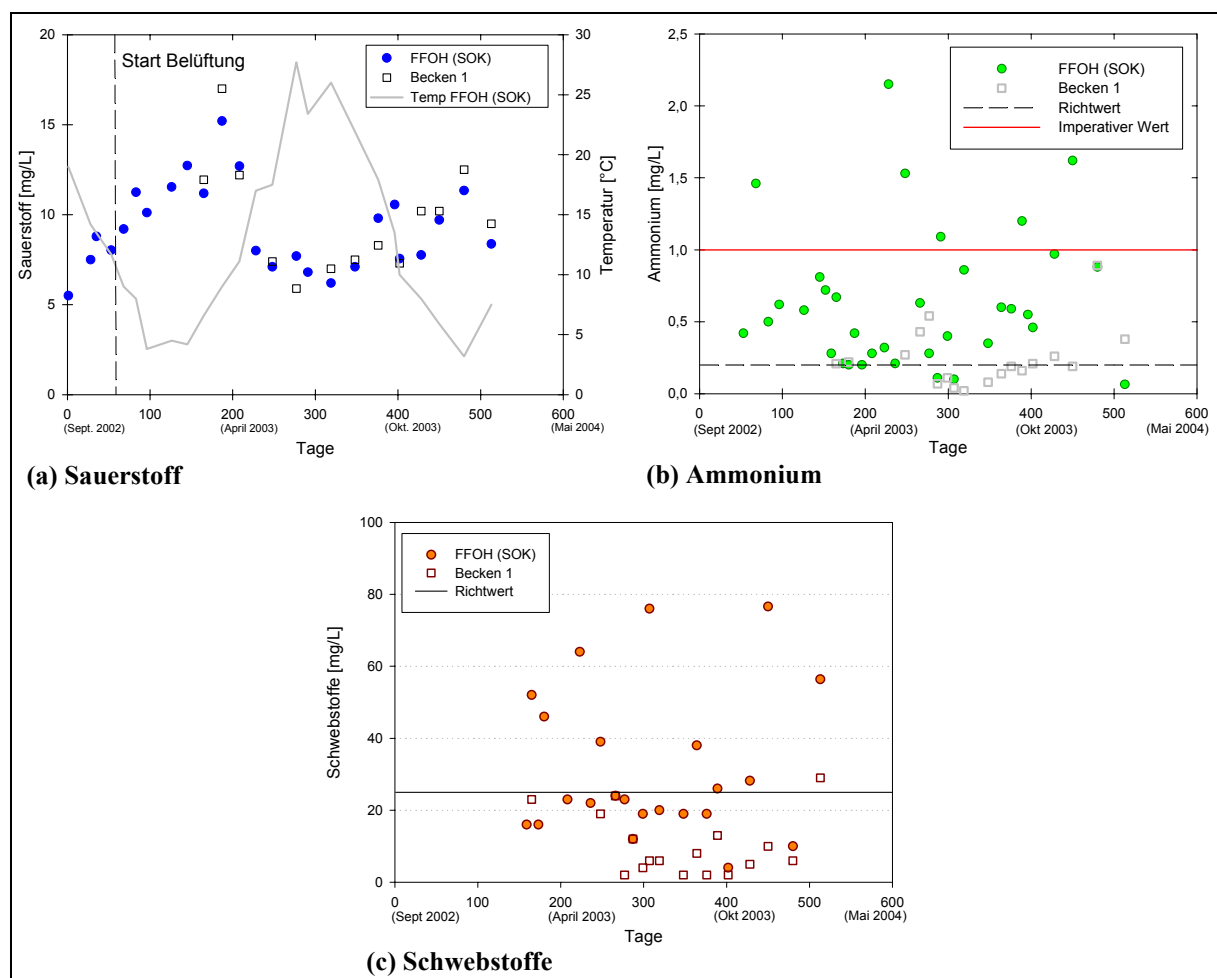 Start Belüftung
FFOH (SOK)
Becken 1
Temp FFOH (SOK)
Sauerstoff [mg/L]
20
15
10
5
0
Temperatur [°C]
30
25
20
15
10
5
0
0 100 200 300 400 500 600
(Sept. 2002) (April 2003) (Okt. 2003) (Mai 2004)
Tage
(a) Sauerstoff
FFOH (SOK)
Becken 1
Richtwert
Imperativer Wert
Ammonium [mg/L]
2,5
2,0
1,5
1,0
0,5
0,0
0 100 200 300 400 500 600
(Sept 2002) (April 2003) (Okt 2003) (Mai 2004)
Tage
(b) Ammonium
FFOH (SOK)
Becken 1
Richtwert
Schwebstoffe [mg/L]
100
80
60
40
20
0
0 100 200 300 400 500 600
(Sept 2002) (April 2003) (Okt 2003) (Mai 2004)
Tage
(c) Schwebstoffe